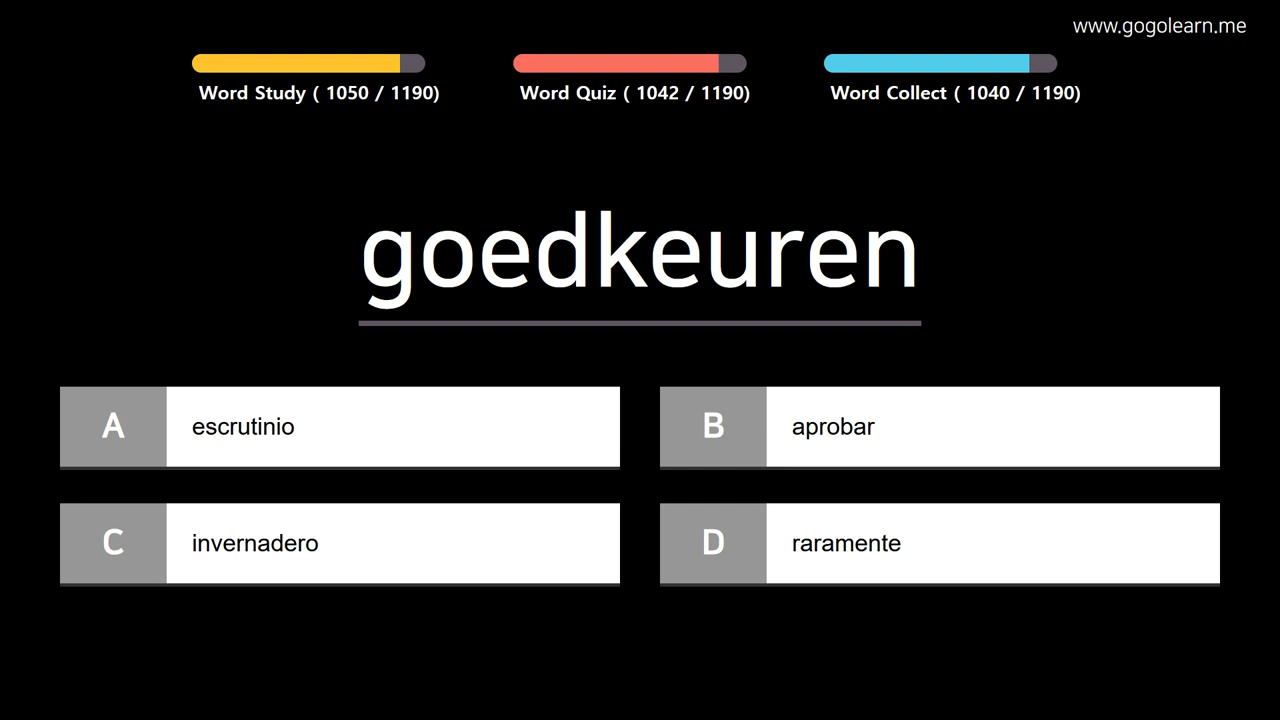 www.gogolearn.me
Word Study ( 1050 / 1190)
Word Quiz ( 1042 / 1190)
Word Collect ( 1040 / 1190)
goedkeuren
A escrutinio
B aprobar
C invernadero
D raramente